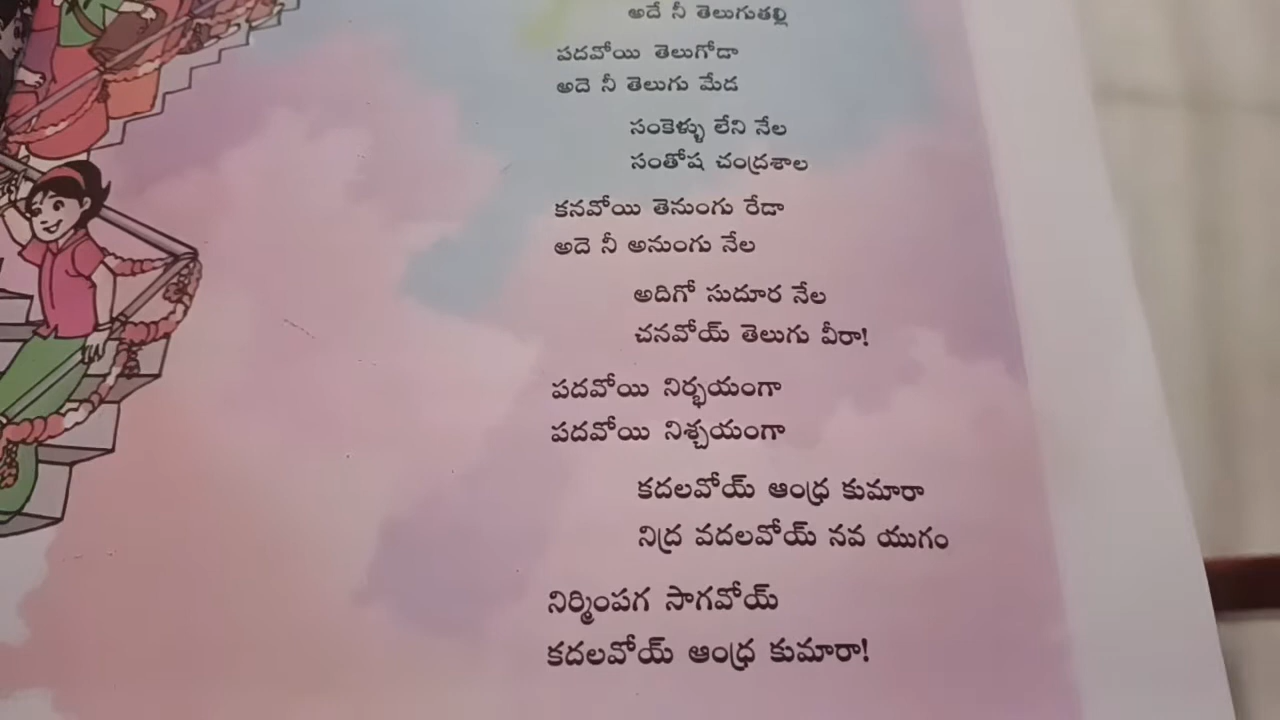 అదే నీ తెలుగుతల్లి
పదవోయి తెలుగోడా
అదె నీ తెలుగు మేడ
సంకెళ్ళు లేని నేల
సంతోష చంద్రశాల
కనవోయి తెనుంగు రేడా
అదె నీ అనుంగు నేల
అదిగో సుదూర నేల
చనవోయ్ తెలుగు వీరా!
పదవోయి నిర్భయంగా
పదవోయి నిశ్చయంగా
కదలవోయ్ ఆంధ్ర కుమారా
నిద్ర వదలవోయ్ నవ యుగం
నిర్మింపగ సాగవోయ్
కదలవోయ్ ఆంధ్ర కుమారా!